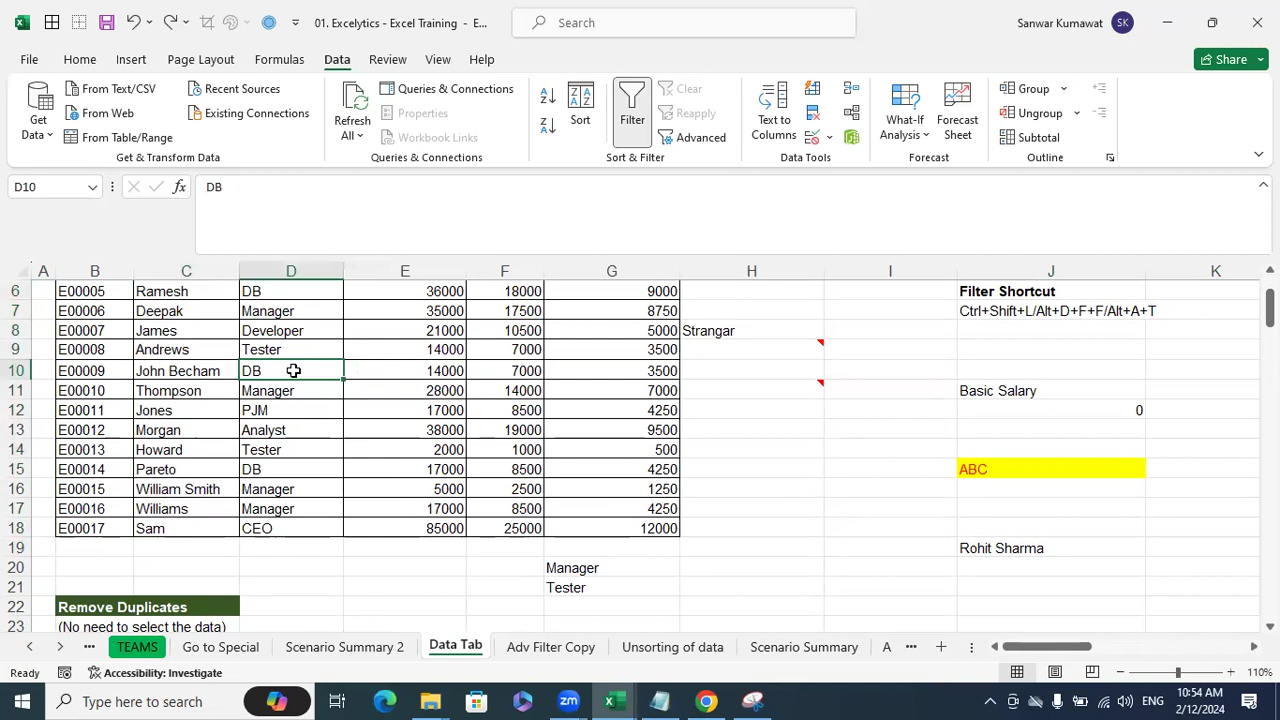 01. Excelytics - Excel Training - E...
Search
Sanwar Kumawat
SK
File Home Insert Page Layout Formulas Data Review View Help
Share
Get Data
From Text/CSV
From Web
From Table/Range
Recent Sources
Existing Connections
Get & Transform Data
Refresh All
Queries & Connections
Properties
Workbook Links
Queries & Connections
Sort
Filter
Clear
Reapply
Advanced
Sort & Filter
Text to Columns
Data Tools
What-If Analysis
Forecast Sheet
Forecast
Group
Ungroup
Subtotal
Outline
D10 fx DB
A B C D E F G H I J K
6 E00005 Ramesh DB 36000 18000 9000 Filter Shortcut
7 E00006 Deepak Manager 35000 17500 8750 Ctrl+Shift+L/Alt+D+F+F/Alt+A+T
8 E00007 James Developer 21000 10500 5000 Strangar
9 E00008 Andrews Tester 14000 7000 3500
10 E00009 John Becham DB 14000 7000 3500
11 E00010 Thompson Manager 28000 14000 7000 Basic Salary
12 E00011 Jones PJM 17000 8500 4250 0
13 E00012 Morgan Analyst 38000 19000 9500
14 E00013 Howard Tester 2000 1000 500
15 E00014 Pareto DB 17000 8500 4250 ABC
16 E00015 William Smith Manager 5000 2500 1250
17 E00016 Williams Manager 17000 8500 4250
18 E00017 Sam CEO 85000 25000 12000
19 Rohit Sharma
20 Manager
21 Tester
22 Remove Duplicates
23 (No need to select the data)
... TEAMS Go to Special Scenario Summary 2 Data Tab Adv Filter Copy Unsorting of data Scenario Summary A ...
Ready Accessibility: Investigate 110%
Type here to search
zm
ENG
10:54 AM
2/12/2024